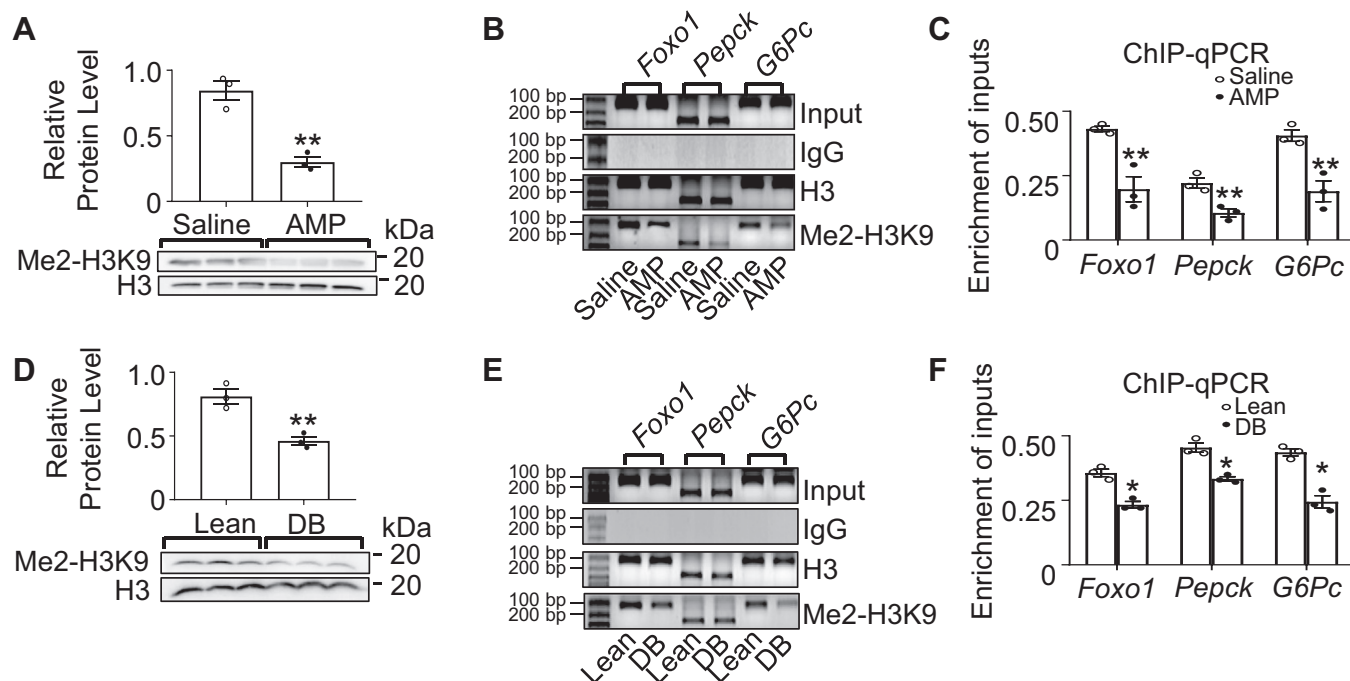 A
Relative
Protein Level
1.0
0.5
0
**
Saline AMP kDa
Me2-H3K9 20
H3 20
B
Foxo1 Pepck G6Pc
100 bp
200 bp
Input
100 bp
200 bp
IgG
100 bp
200 bp
H3
100 bp
200 bp
Me2-H3K9
Saline AMP Saline AMP Saline AMP
C
ChIP-qPCR
Saline
AMP
Enrichment of inputs
0.50
0.25
0
** ** **
Foxo1 Pepck G6Pc
D
Relative
Protein Level
1.0
0.5
0
**
Lean DB kDa
Me2-H3K9 20
H3 20
E
Foxo1 Pepck G6Pc
100 bp
200 bp
Input
100 bp
200 bp
IgG
100 bp
200 bp
H3
100 bp
200 bp
Me2-H3K9
Lean DB Lean DB Lean DB
F
ChIP-qPCR
Lean
DB
Enrichment of inputs
0.50
0.25
0
* * *
Foxo1 Pepck G6Pc